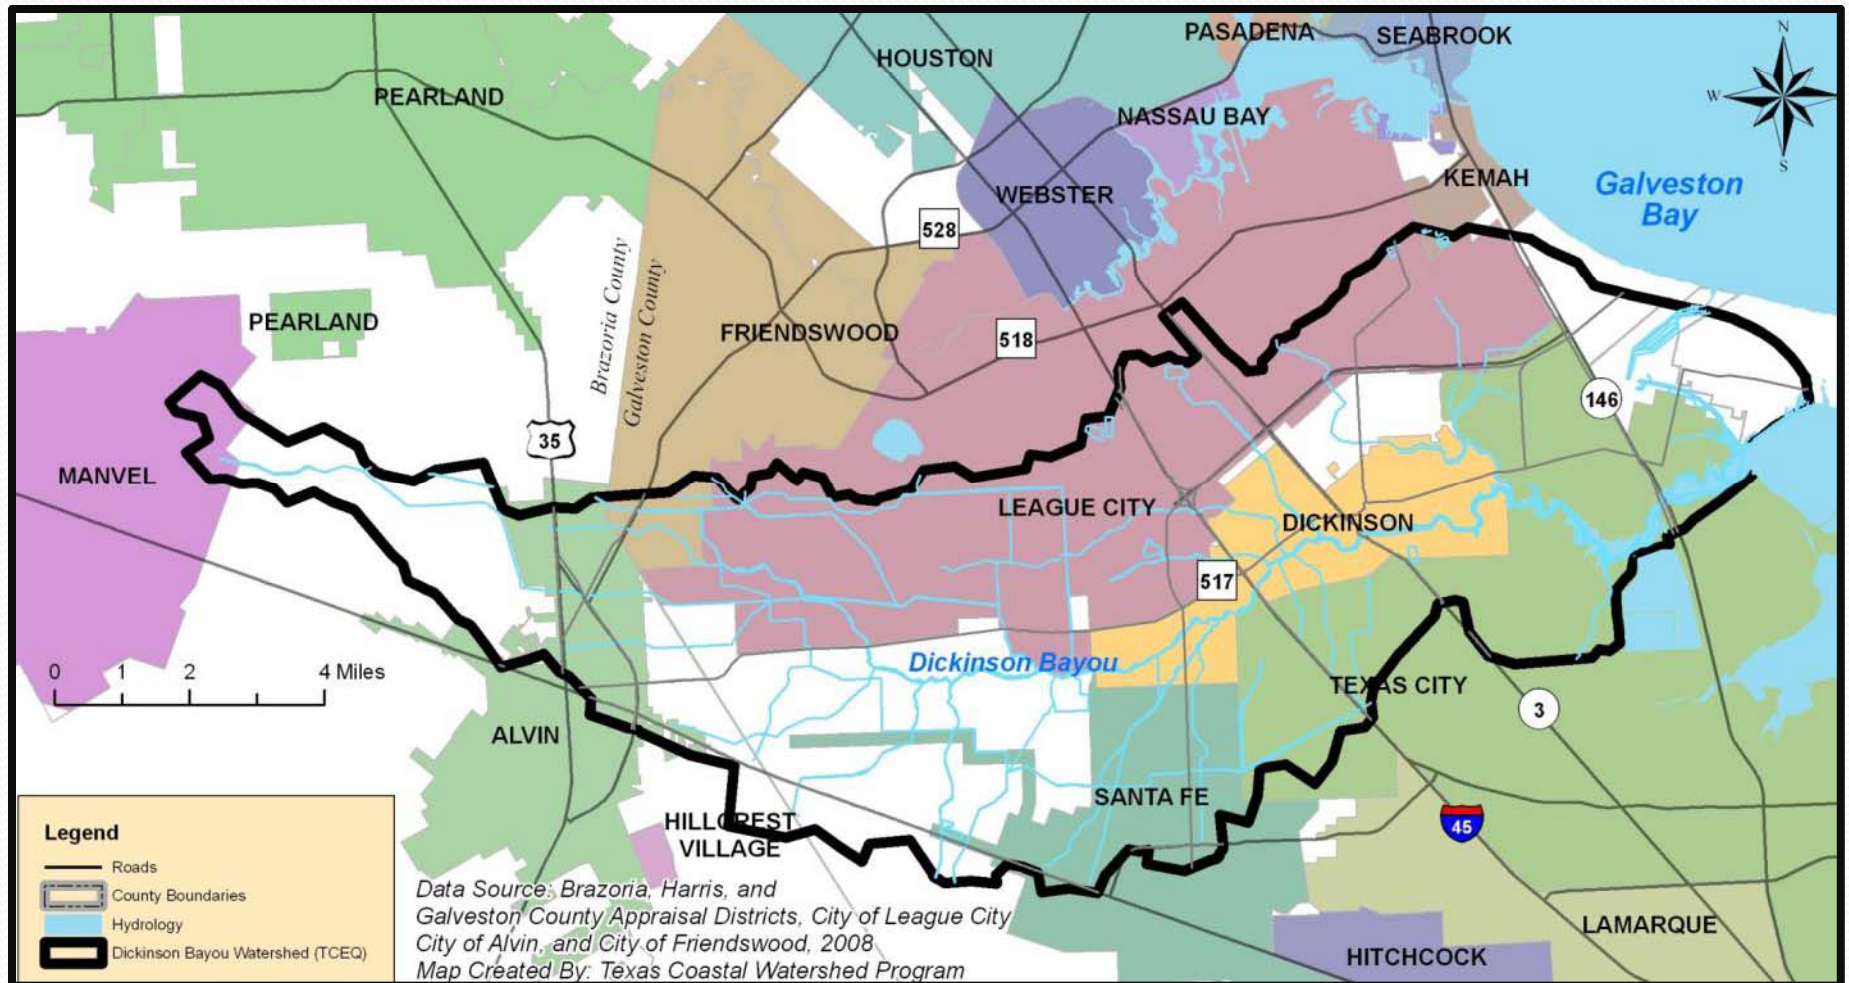 HOUSTON
PASADENA
SEABROOK
N
W
S
PEARLAND
NASSAU BAY
WEBSTER
KEMAH
Galveston
Bay
528
Brazoria County
Galveston County
PEARLAND
FRIENDSWOOD
518
146
35
MANVEL
LEAGUE CITY
DICKINSON
517
0 1 2 4 Miles
Dickinson Bayou
TEXAS CITY
3
ALVIN
SANTA FE
HILLCREST
VILLAGE
45
Legend
Roads
County Boundaries
Hydrology
Dickinson Bayou Watershed (TCEQ)
Data Source: Brazoria, Harris, and
Galveston County Appraisal Districts, City of League City
City of Alvin, and City of Friendswood, 2008
Map Created By: Texas Coastal Watershed Program
LAMARQUE
HITCHCOCK